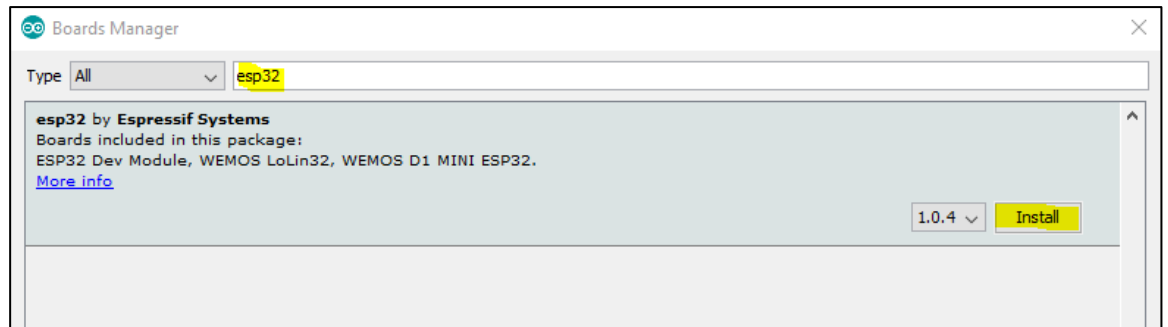 Boards Manager
Type All esp32
esp32 by Espressif Systems
Boards included in this package:
ESP32 Dev Module, WEMOS LoLin32, WEMOS D1 MINI ESP32.
More info
1.0.4 Install